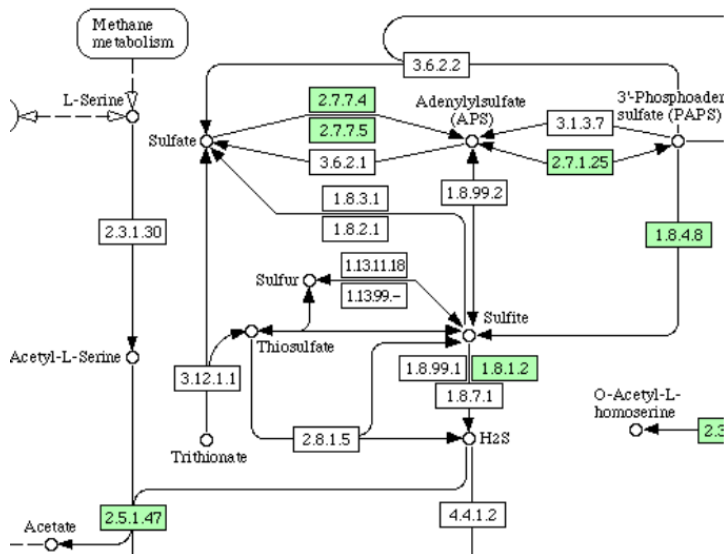 Methane
metabolism
3.6.2.2
L-Serine
2.7.7.4
Adenylylsulfate
(APS)
3'-Phosphoader
sulfate (PAPS)
2.7.7.5
3.1.3.7
Sulfate
3.6.2.1
2.7.1.25
1.8.3.1
1.8.99.2
1.8.2.1
2.3.1.30
1.8.4.8
1.13.11.18
Sulfur
1.13.99.-
Sulfite
Thiosulfate
Acetyl-L-Serine
1.8.99.1
1.8.1.2
3.12.1.1
1.8.7.1
O-Acetyl-L-
homoserine
2.3
2.8.1.5
H2S
Trithionate
2.5.1.47
Acetate
4.4.1.2